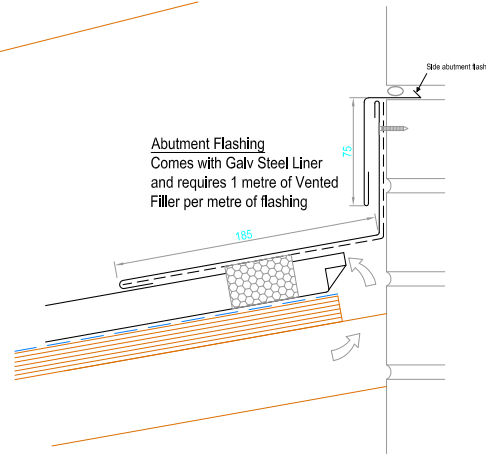 Side abutment flash
Abutment Flashing
Comes with Galv Steel Liner
and requires 1 metre of Vented
Filler per metre of flashing
75
185